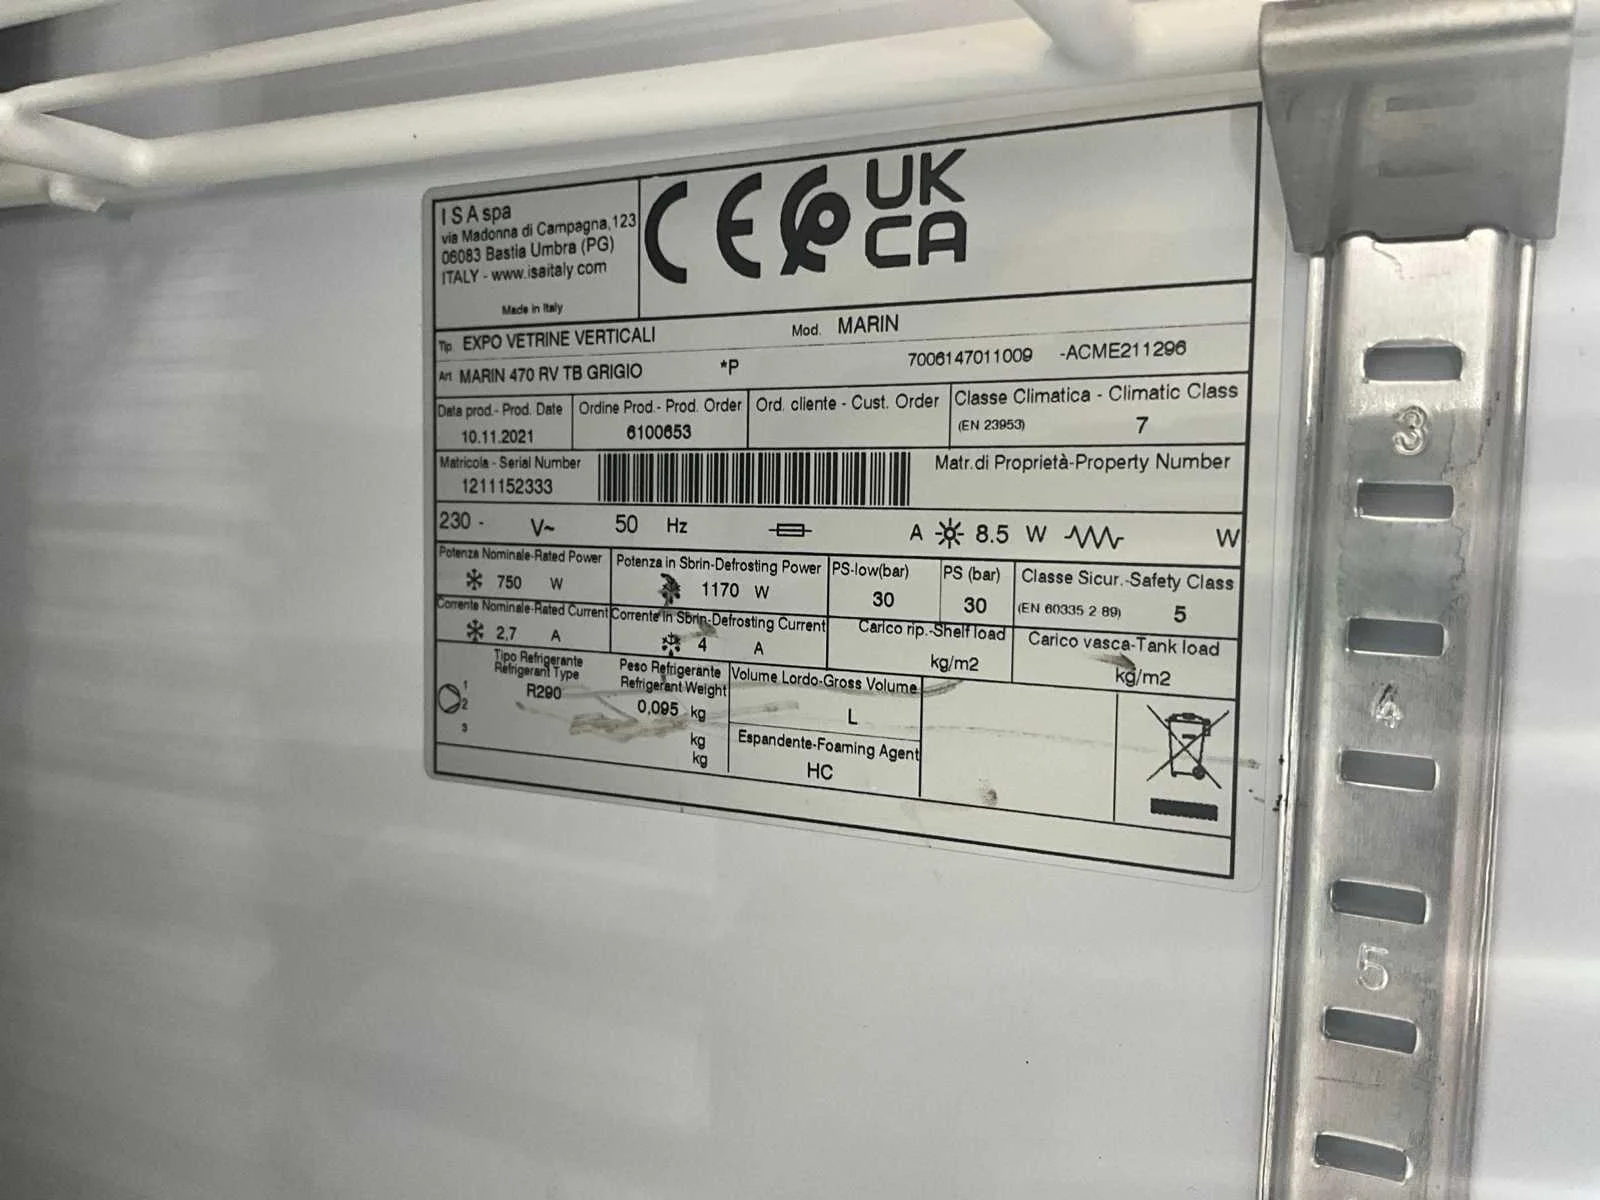 ISA spa
via Madonna di Campagna,123
06083 Bastia Umbra (PG)
ITALY - www.isaitaly.com
Made in Italy
CE UK CA
Tip EXPO VETRINE VERTICALI Mod. MARIN
Art MARIN 470 RV TB GRIGIO *P 7006147011009 -ACME211296
Data prod.- Prod. Date Ordine Prod.- Prod. Order Ord. cliente - Cust. Order Classe Climatica - Climatic Class
10.11.2021 6100653 (EN 23953) 7
Matricola - Serial Number Matr.di Proprietà-Property Number
1211152333
230 - V~ 50 Hz A 8.5 W W
Potenza Nominale-Rated Power Potenza in Sbrin-Defrosting Power PS-low(bar) PS (bar) Classe Sicur.-Safety Class
750 W 1170 W 30 30 (EN 60335 2 89) 5
Corrente Nominale-Rated Current Corrente in Sbrin-Defrosting Current Carico rip.-Shelf load Carico vasca-Tank load
2,7 A 4 A kg/m2 kg/m2
Tipo Refrigerante Peso Refrigerante Volume Lordo-Gross Volume
Refrigerant Type Refrigerant Weight
1 R290 0,095 kg L
2 kg Espandente-Foaming Agent
3 kg HC
3
4
5